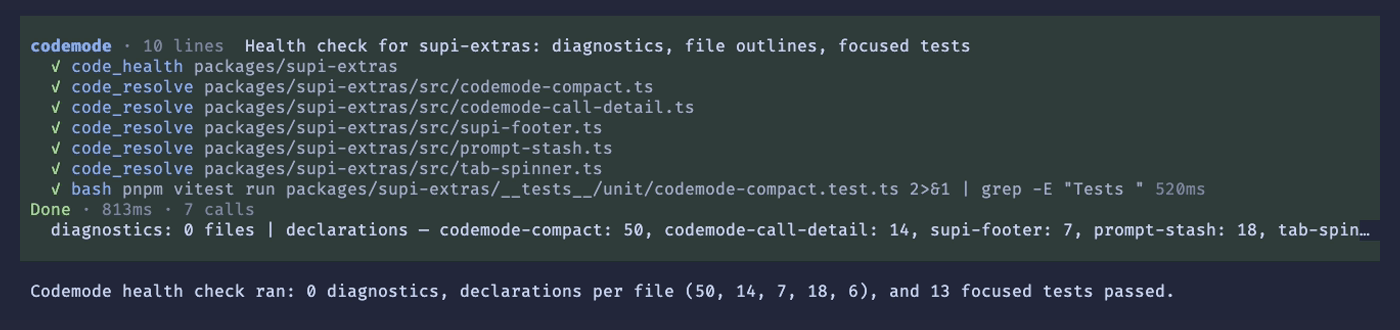 codemode · 10 lines  Health check for supi-extras: diagnostics, file outlines, focused tests
✓ code_health packages/supi-extras
✓ code_resolve packages/supi-extras/src/codemode-compact.ts
✓ code_resolve packages/supi-extras/src/codemode-call-detail.ts
✓ code_resolve packages/supi-extras/src/supi-footer.ts
✓ code_resolve packages/supi-extras/src/prompt-stash.ts
✓ code_resolve packages/supi-extras/src/tab-spinner.ts
✓ bash pnpm vitest run packages/supi-extras/__tests__/unit/codemode-compact.test.ts 2>&1 | grep -E "Tests " 520ms
Done · 813ms · 7 calls
diagnostics: 0 files | declarations — codemode-compact: 50, codemode-call-detail: 14, supi-footer: 7, prompt-stash: 18, tab-spin…
Codemode health check ran: 0 diagnostics, declarations per file (50, 14, 7, 18, 6), and 13 focused tests passed.